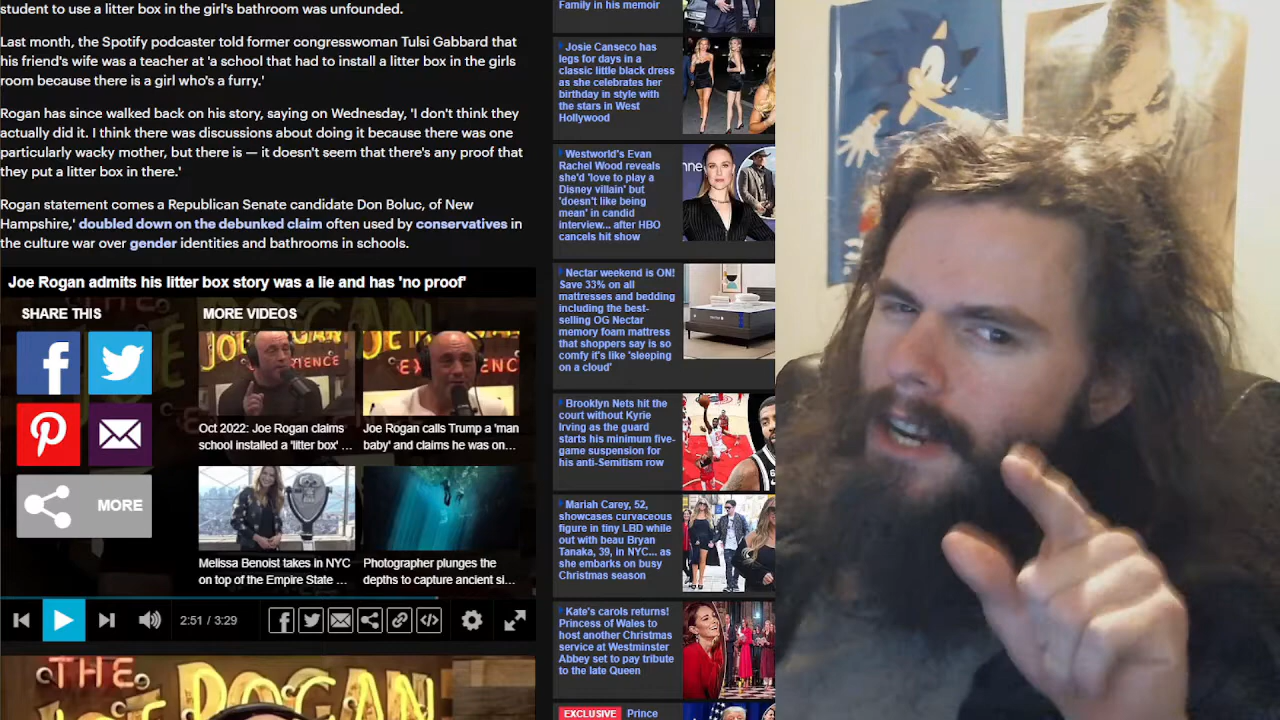 student to use a litter box in the girl's bathroom was unfounded.
Last month, the Spotify podcaster told former congresswoman Tulsi Gabbard that
his friend's wife was a teacher at 'a school that had to install a litter box in the girls
room because there is a girl who's a furry.'
Rogan has since walked back on his story, saying on Wednesday, 'I don't think they
actually did it. I think there was discussions about doing it because there was one
particularly wacky mother, but there is — it doesn't seem that there's any proof that
they put a litter box in there.'
Rogan statement comes a Republican Senate candidate Don Boluc, of New
Hampshire,' doubled down on the debunked claim often used by conservatives in
the culture war over gender identities and bathrooms in schools.
Joe Rogan admits his litter box story was a lie and has 'no proof'
SHARE THIS
MORE VIDEOS
MORE
Oct 2022: Joe Rogan claims
school installed a 'litter box' ...
Joe Rogan calls Trump a 'man
baby' and claims he was on...
Melissa Benoist takes in NYC
on top of the Empire State ...
Photographer plunges the
depths to capture ancient si...
2:51 / 3:29
THE
JOE ROGAN
Family in his memoir
Josie Canseco has
legs for days in a
classic little black dress
as she celebrates her
birthday in style with
the stars in West
Hollywood
Westworld's Evan
Rachel Wood reveals
she'd 'love to play a
Disney villain' but
'doesn't like being
mean' in candid
interview... after HBO
cancels hit show
Nectar weekend is ON!
Save 33% on all
mattresses and bedding
including the best-
selling OG Nectar
memory foam mattress
that shoppers say is so
comfy it's like 'sleeping
on a cloud'
Brooklyn Nets hit the
court without Kyrie
Irving as the guard
starts his minimum five-
game suspension for
his anti-Semitism row
Mariah Carey, 52,
showcases curvaceous
figure in tiny LBD while
out with beau Bryan
Tanaka, 39, in NYC... as
she embarks on busy
Christmas season
Kate's carols returns!
Princess of Wales to
host another Christmas
service at Westminster
Abbey set to pay tribute
to the late Queen
EXCLUSIVE Prince